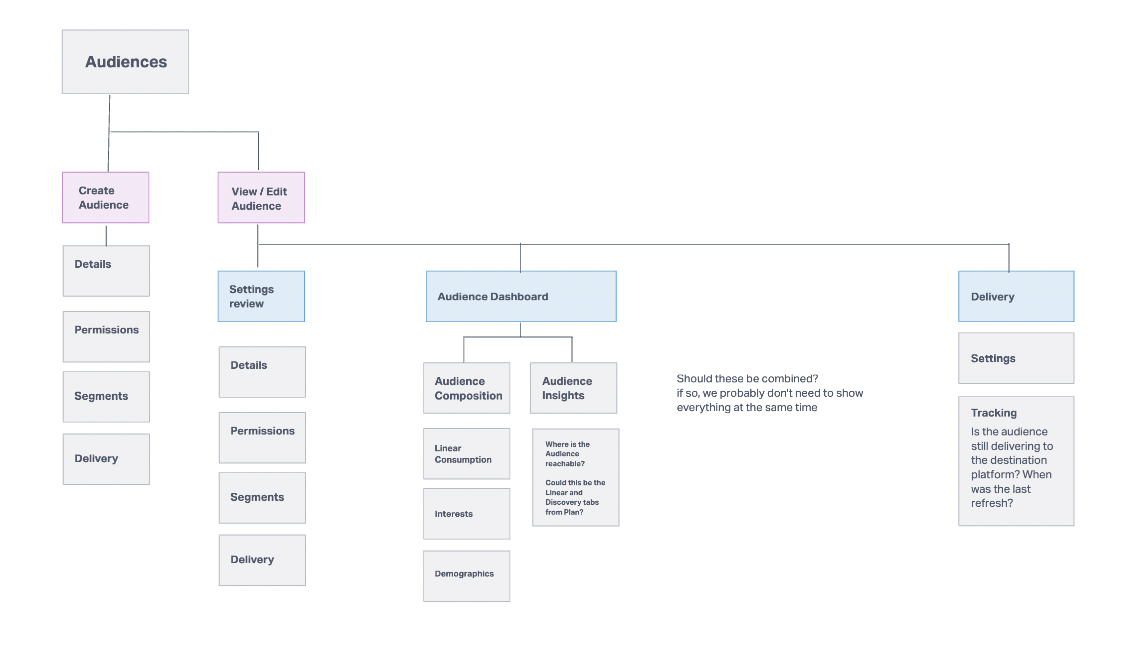 Audiences
Create
Audience
Details
Permissions
Segments
Delivery
View / Edit
Audience
Settings
review
Details
Permissions
Segments
Delivery
Audience Dashboard
Audience
Composition
Linear
Consumption
Interests
Demographics
Audience
Insights
Where is the
Audience
reachable?
Could this be the
Linear and
Discovery tabs
from Plan?
Should these be combined?
if so, we probably don't need to show
everything at the same time
Delivery
Settings
Tracking
Is the audience
still delivering to
the destination
platform? When
was the last
refresh?